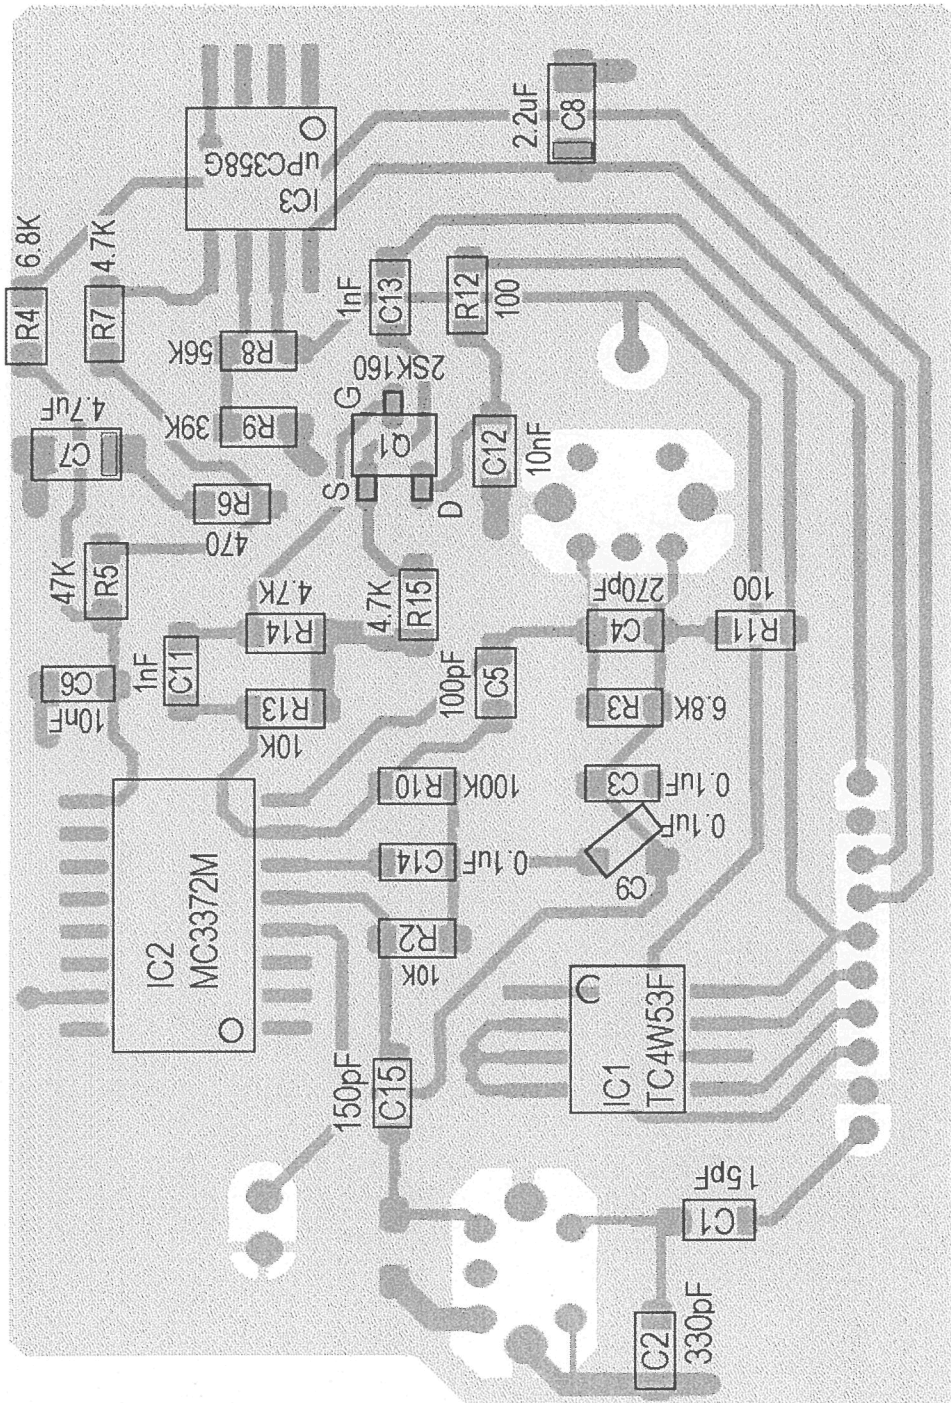 2.2uF
C8
uPC358G
IC3
6.8K
R4
4.7K
R7
1nF
C13
R12
100
56K
R8
2SK160
4.7uF
C7
39K
R9
G
Q1
S
D
C12
10nF
R6
470
47K
R5
4.7K
R14
4.7K
R15
270pF
C4
100
R11
C6
10nF
1nF
C11
R13
10K
100pF
C5
R3
6.8K
R10
100K
C3
0.1uF
0.1uF
C9
C14
0.1uF
IC2
MC3372M
R2
10K
IC1
TC4W53F
150pF
C15
15pF
C1
C2
330pF